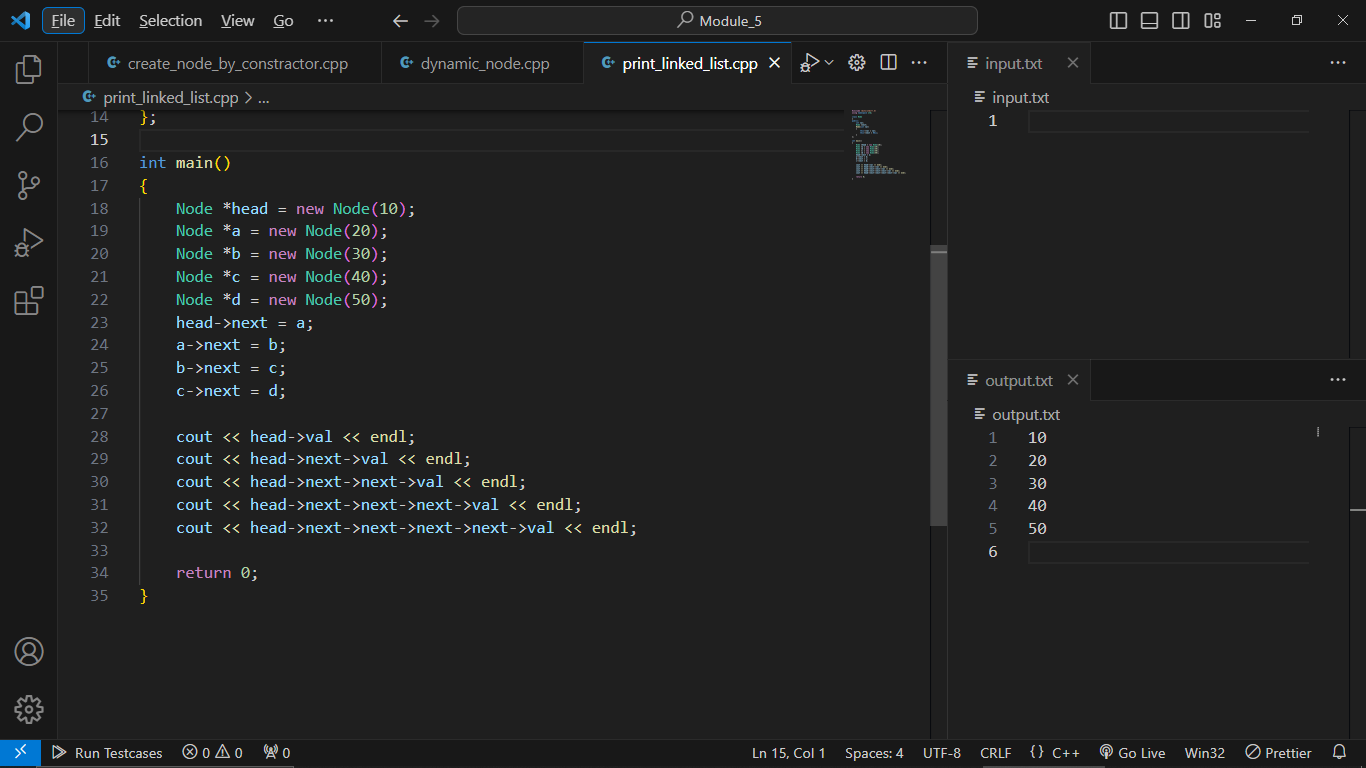 File Edit Selection View Go ··· Module_5
create_node_by_constractor.cpp dynamic_node.cpp print_linked_list.cpp
print_linked_list.cpp > ...
14 };
15
16 int main()
17 {
18 Node *head = new Node(10);
19 Node *a = new Node(20);
20 Node *b = new Node(30);
21 Node *c = new Node(40);
22 Node *d = new Node(50);
23 head->next = a;
24 a->next = b;
25 b->next = c;
26 c->next = d;
27
28 cout << head->val << endl;
29 cout << head->next->val << endl;
30 cout << head->next->next->val << endl;
31 cout << head->next->next->next->val << endl;
32 cout << head->next->next->next->next->val << endl;
33
34 return 0;
35 }
input.txt
input.txt
1
output.txt
output.txt
1 10
2 20
3 30
4 40
5 50
6
Run Testcases 0 0 0 Ln 15, Col 1 Spaces: 4 UTF-8 CRLF {} C++ Go Live Win32 Prettier